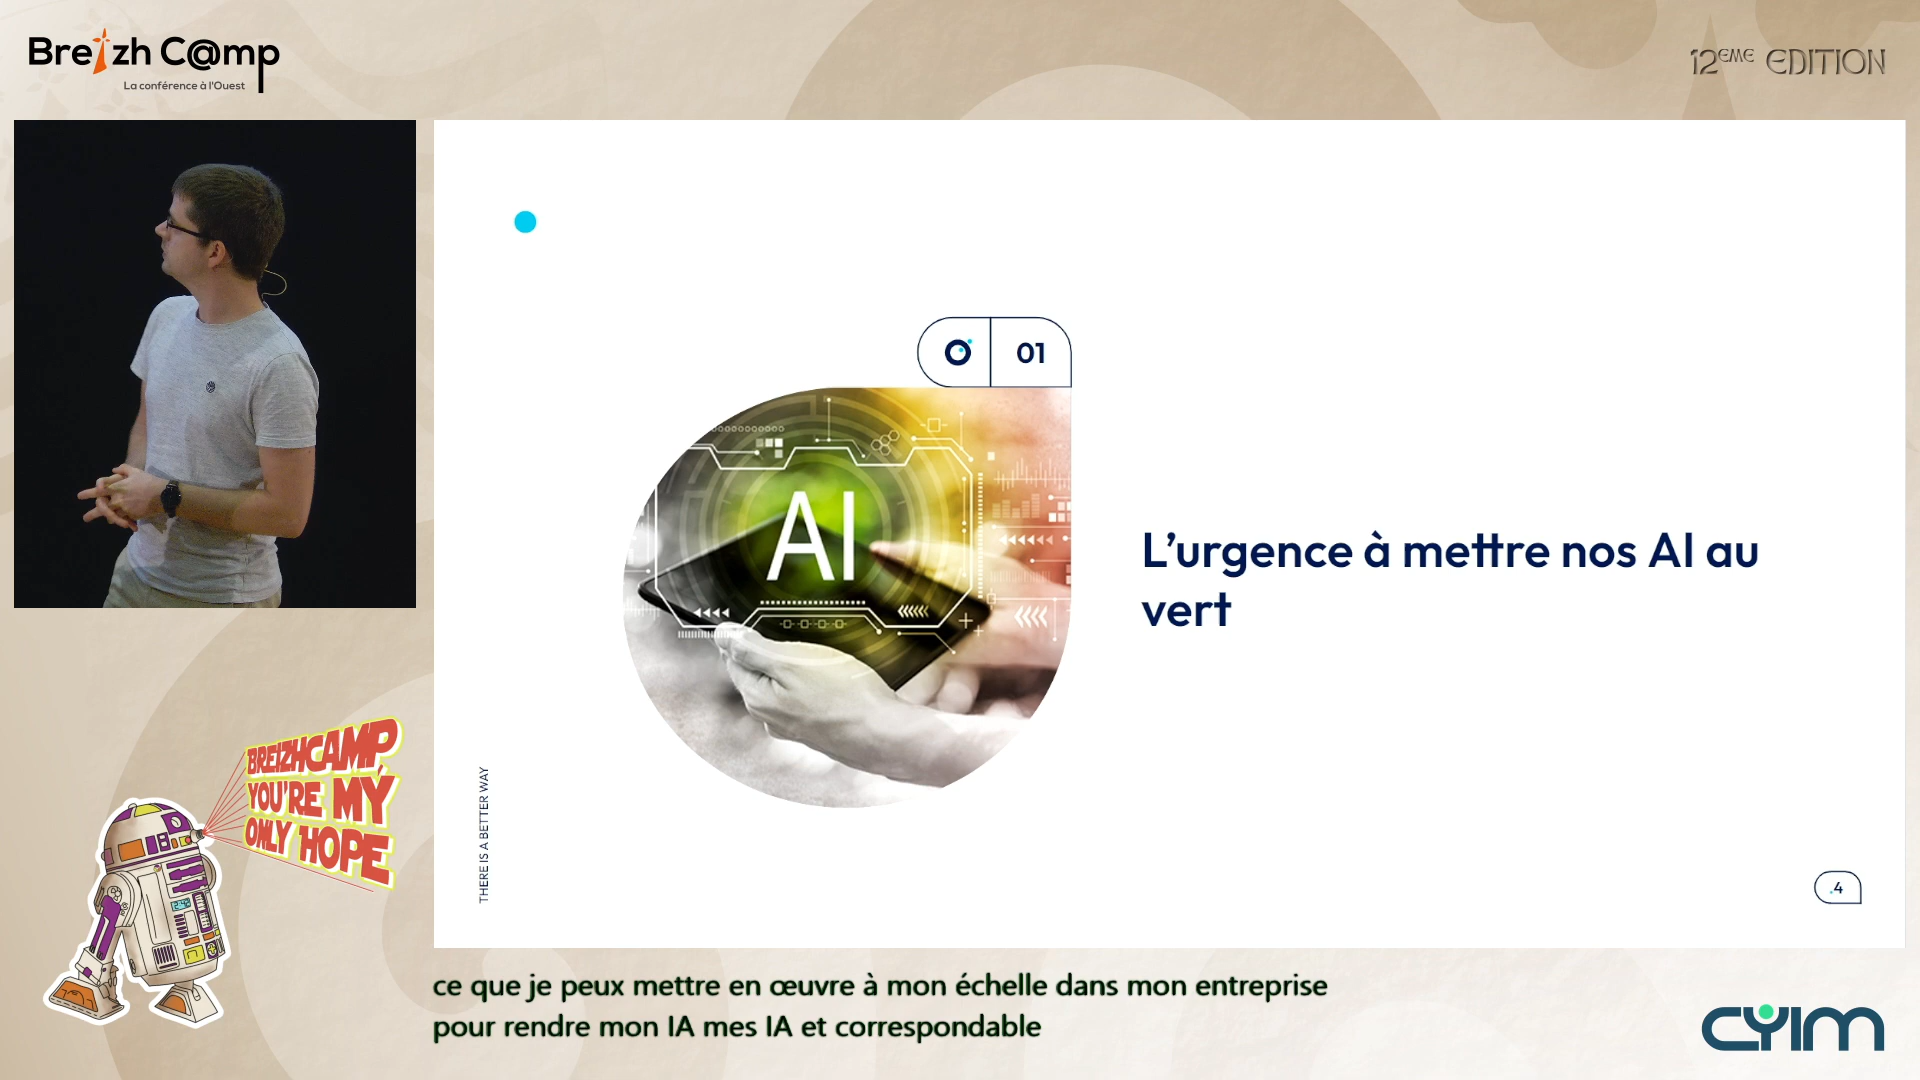 Breizh C@mp
La conférence à l'Ouest
12ÈME EDITION
01
AI
L'urgence à mettre nos AI au
vert
THERE IS A BETTER WAY
.4
BREIZHCAMP,
YOU'RE MY
ONLY HOPE
ce que je peux mettre en œuvre à mon échelle dans mon entreprise
pour rendre mon IA mes IA et correspondable
CYIM